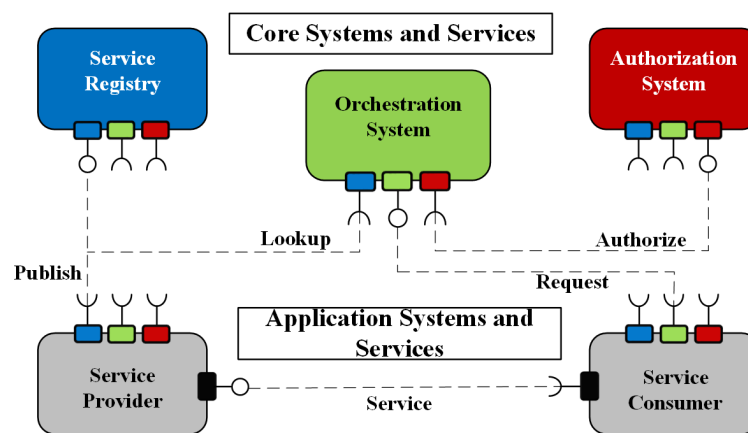 Core Systems and Services
Service
Registry
Authorization
System
Orchestration
System
Lookup
Authorize
Publish
Request
Application Systems and
Services
Service
Provider
Service
Service
Consumer